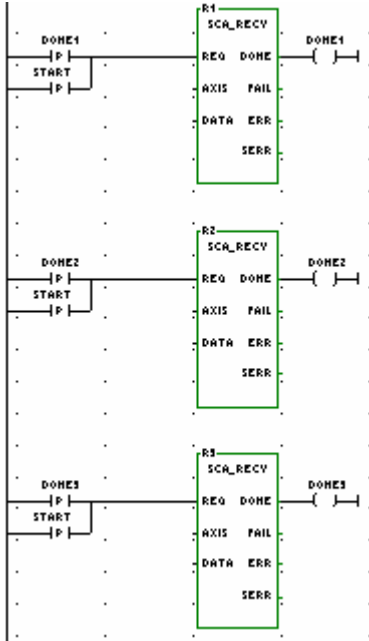 R1
SCA_RECV
DONE1 DONE1
P REQ DONE
START
P AXIS FAIL
DATA ERR
SERR
R2
SCA_RECV
DONE2 DONE2
P REQ DONE
START
P AXIS FAIL
DATA ERR
SERR
R3
SCA_RECV
DONE3 DONE3
P REQ DONE
START
P AXIS FAIL
DATA ERR
SERR